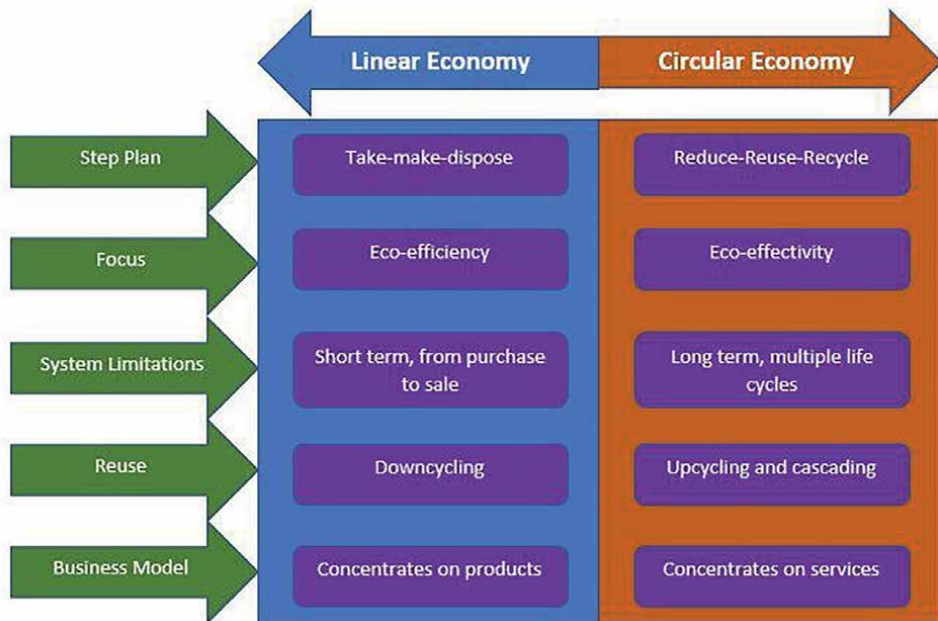 Linear Economy
Circular Economy
Step Plan
Take-make-dispose
Reduce-Reuse-Recycle
Focus
Eco-efficiency
Eco-effectivity
System Limitations
Short term, from purchase
to sale
Long term, multiple life
cycles
Reuse
Downcycling
Upcycling and cascading
Business Model
Concentrates on products
Concentrates on services